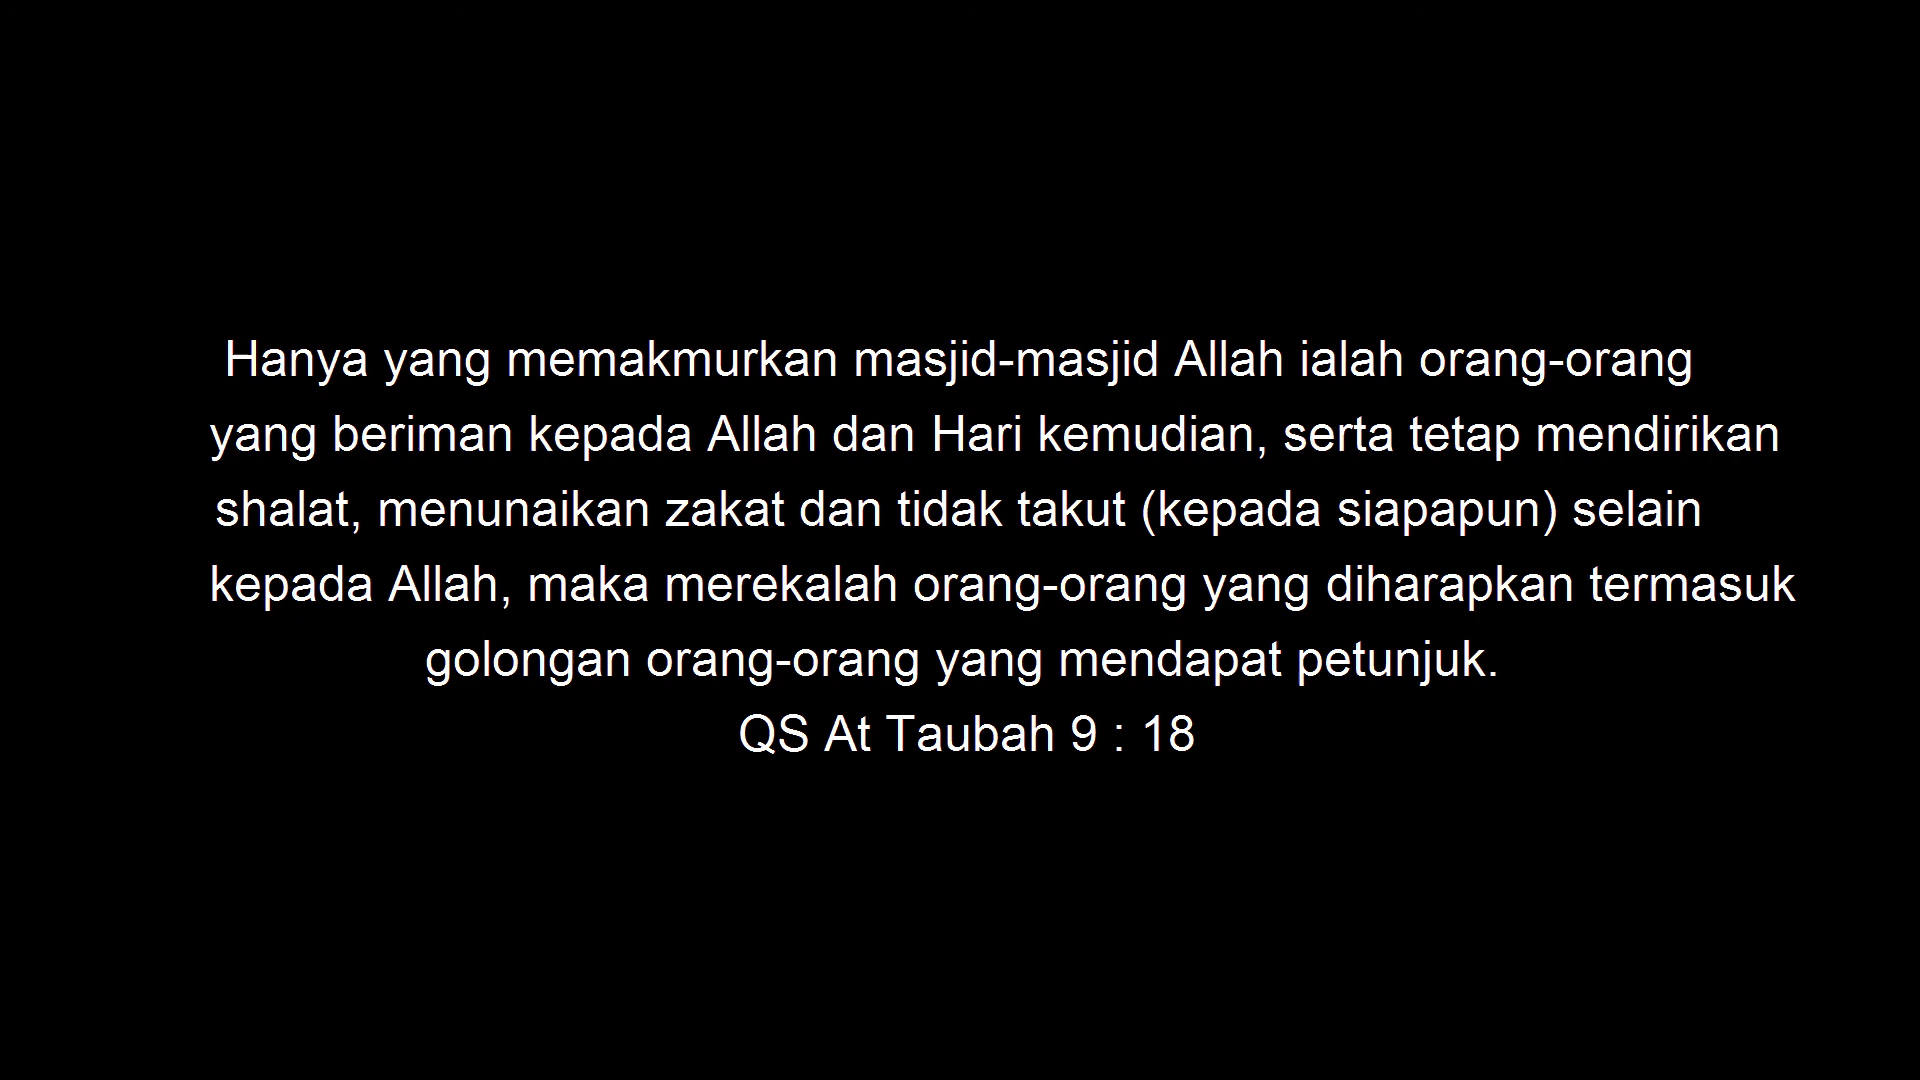 Hanya yang memakmurkan masjid-masjid Allah ialah orang-orang
yang beriman kepada Allah dan Hari kemudian, serta tetap mendirikan
shalat, menunaikan zakat dan tidak takut (kepada siapapun) selain
kepada Allah, maka merekalah orang-orang yang diharapkan termasuk
golongan orang-orang yang mendapat petunjuk.
QS At Taubah 9 : 18